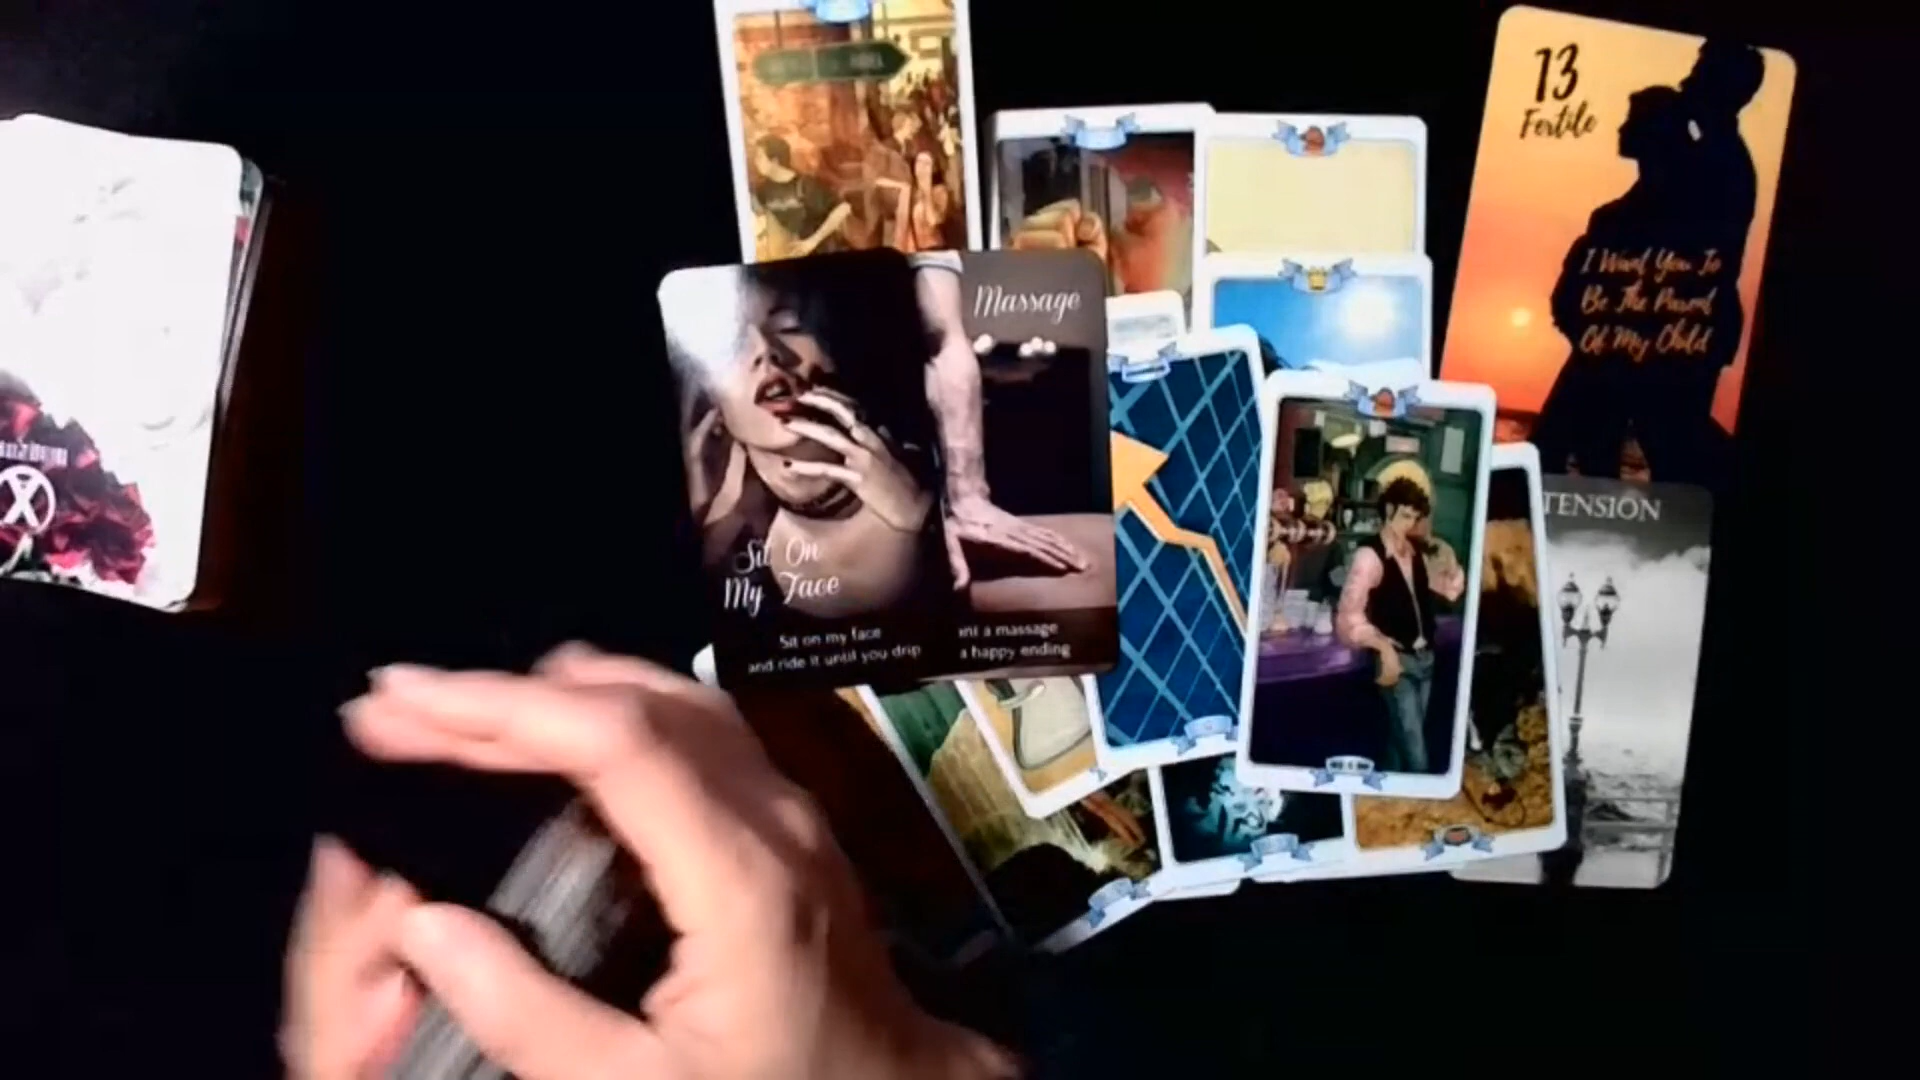 13
Fertile
I Want You To
Be The Parent
Of My Child
Massage
TENSION
Sit On
My Face
Sit on my face
and ride it until you drip
a massage
a happy ending
X